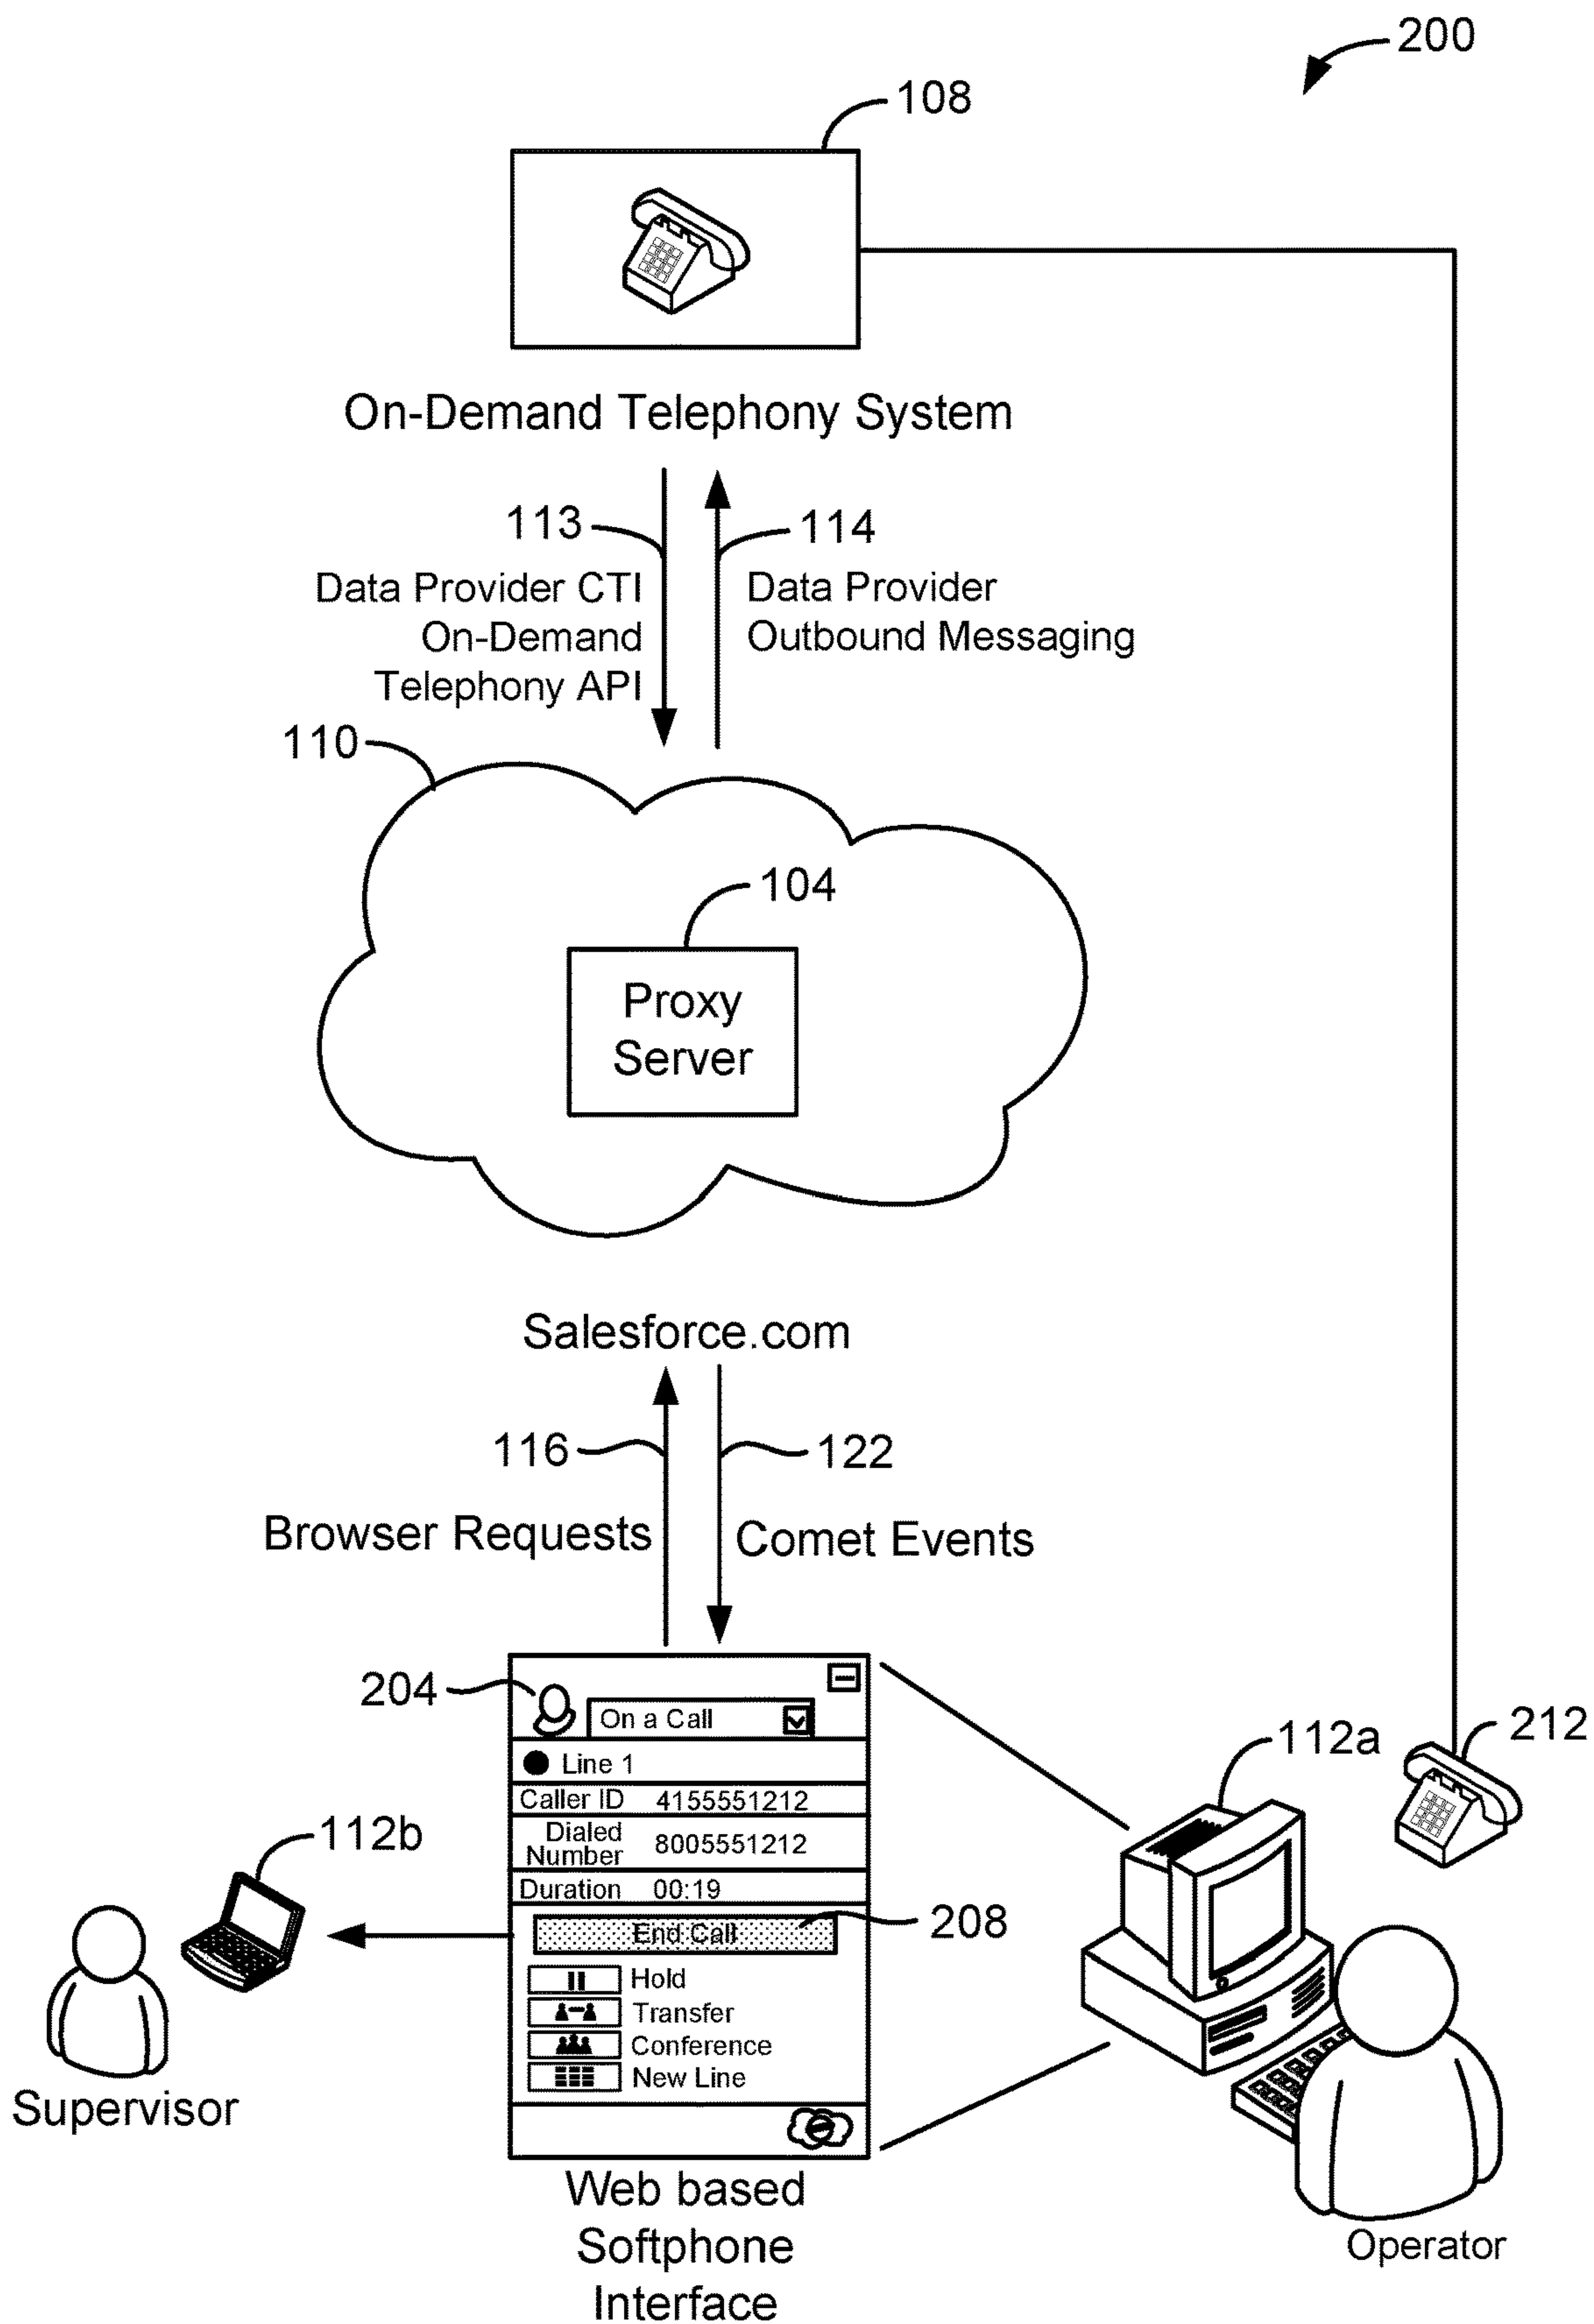 200
108
On-Demand Telephony System
113
114
Data Provider CTI
On-Demand
Telephony API
Data Provider
Outbound Messaging
110
104
Proxy
Server
Salesforce.com
116
122
Browser Requests
Comet Events
204
On a Call
Line 1
Caller ID 4155551212
Dialed
Number 8005551212
Duration 00:19
End Call
208
Hold
Transfer
Conference
New Line
Web based
Softphone
Interface
112b
Supervisor
112a
212
Operator